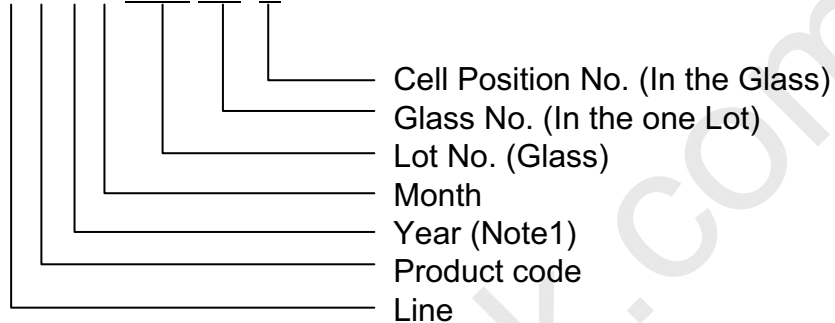 Cell Position No. (In the Glass)
Glass No. (In the one Lot)
Lot No. (Glass)
Month
Year (Note1)
Product code
Line